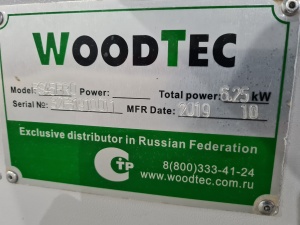 WOODTEC
Model: Power: Total power: 6.25 kW
Serial №: MFR Date: 2019 10
Exclusive distributor in Russian Federation
СТР
8(800)333-41-24
www.woodtec.com.ru